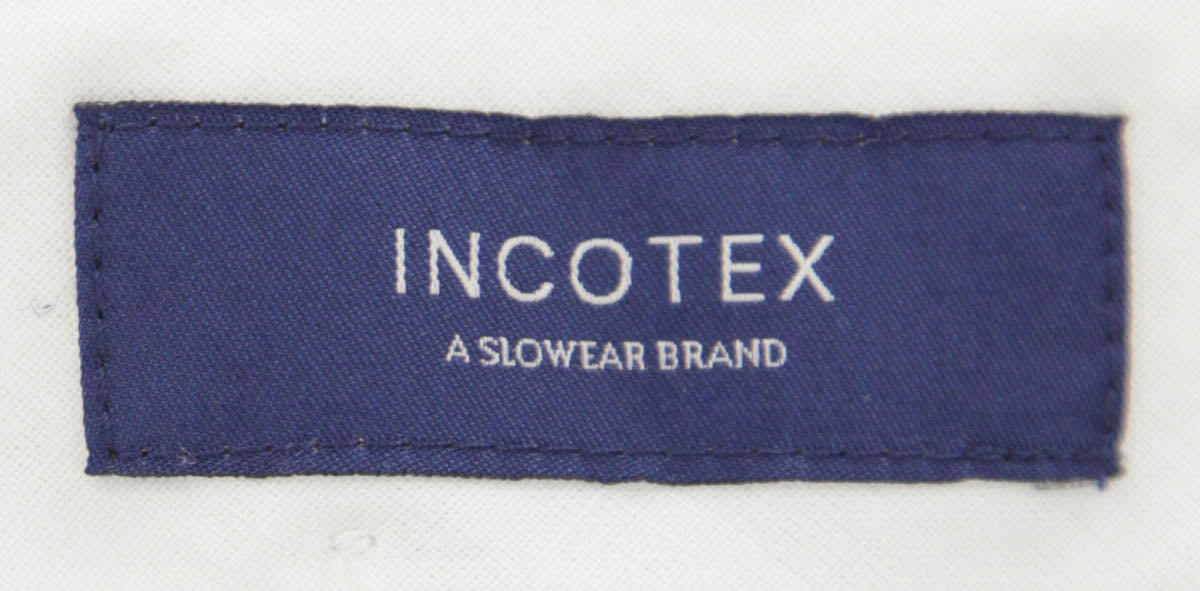 INCOTEX
A SLOWEAR BRAND